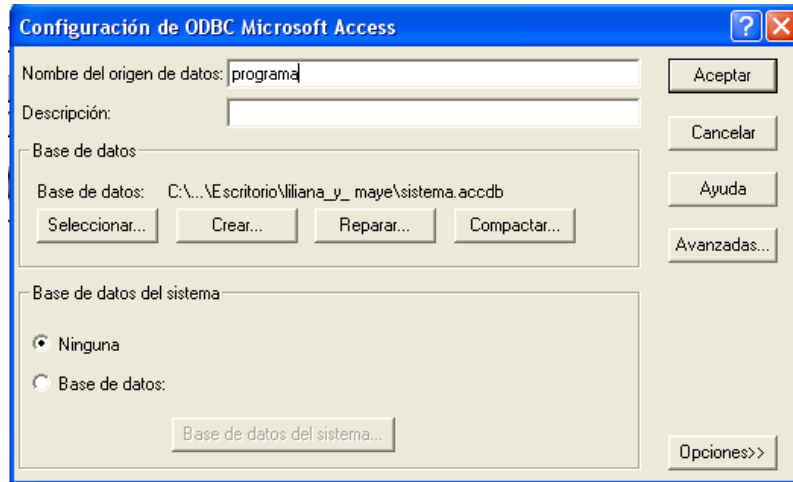 Configuración de ODBC Microsoft Access
Nombre del origen de datos: programa
Aceptar
Descripción:
Cancelar
Base de datos
Base de datos: C:\...\Escritorio\liliana_y_ maye\sistema.accdb
Ayuda
Seleccionar... Crear... Reparar... Compactar...
Avanzadas...
Base de datos del sistema
Ninguna
Base de datos:
Base de datos del sistema...
Opciones>>